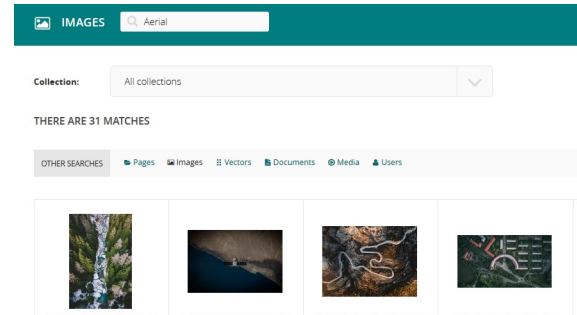 IMAGES Aerial
Collection: All collections
THERE ARE 31 MATCHES
OTHER SEARCHES Pages Images Vectors Documents Media Users